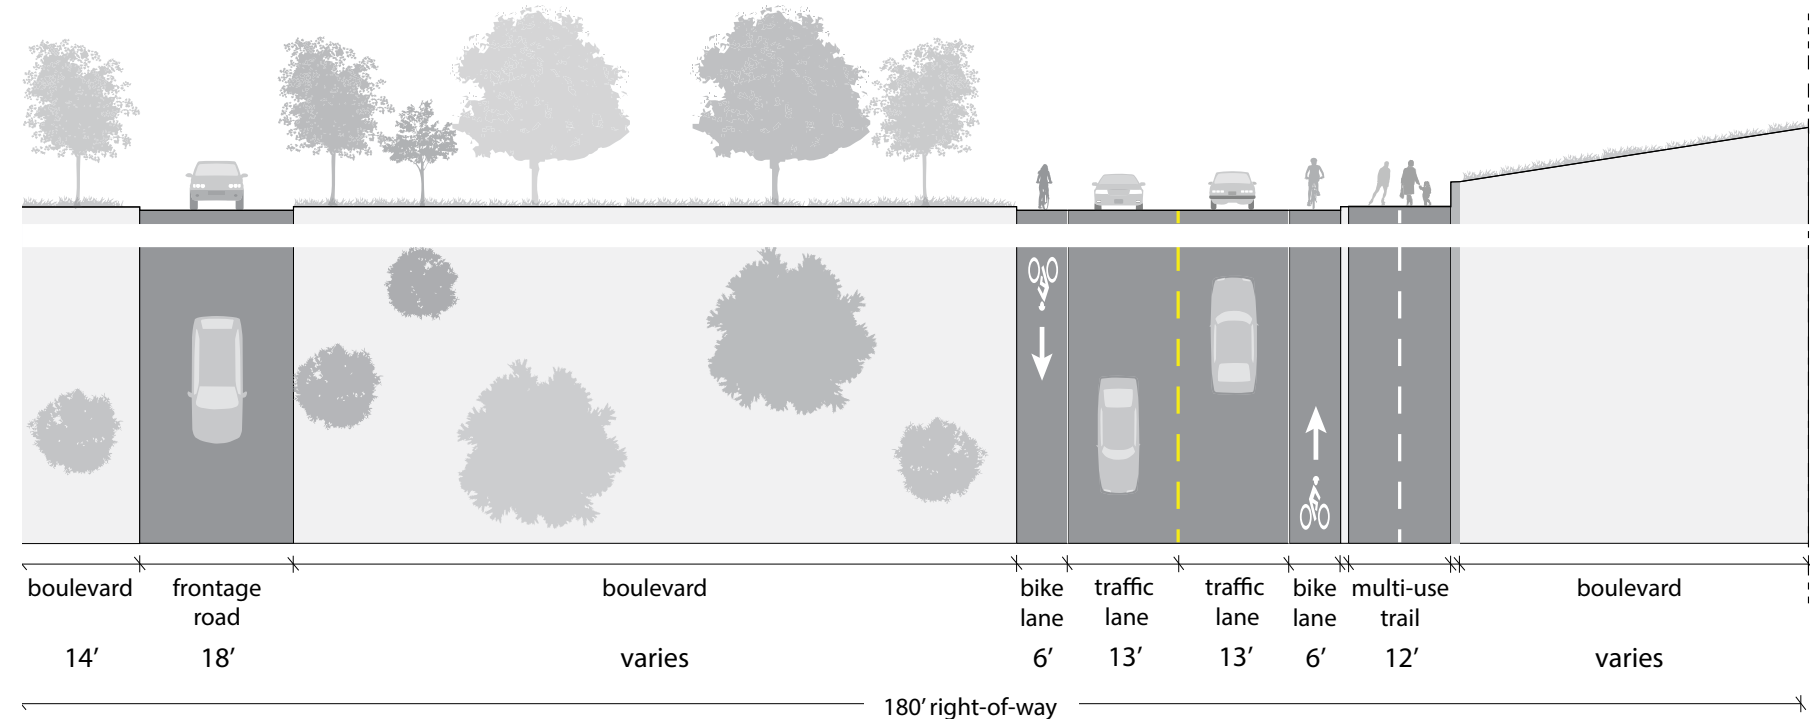 boulevard
frontage
road
boulevard
bike
lane
traffic
lane
traffic
lane
bike
lane
multi-use
trail
boulevard
14’
18’
varies
6’
13’
13’
6’
12’
varies
180’ right-of-way